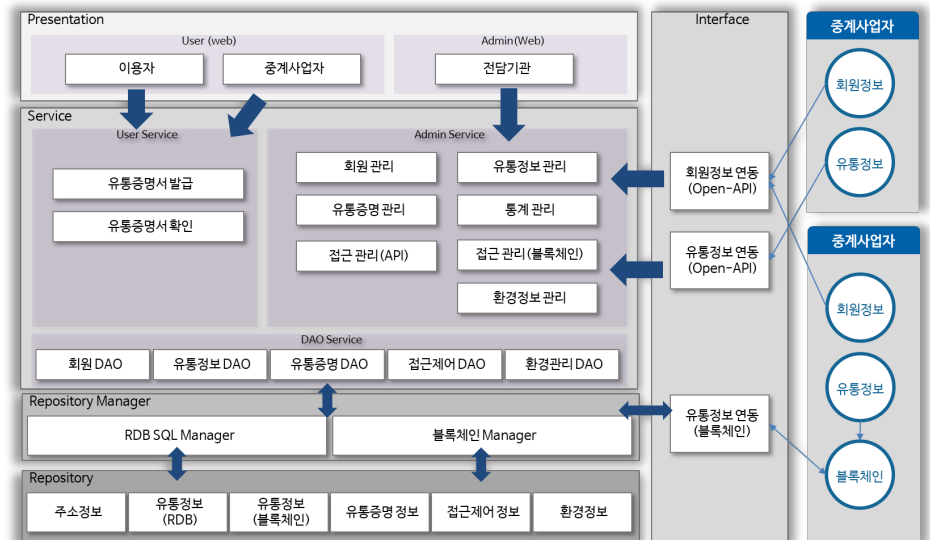 Presentation
User (web)
이용자
중계사업자
Admin(Web)
전담기관
Service
User Service
유통증명서 발급
유통증명서 확인
Admin Service
회원 관리
유통정보 관리
유통증명 관리
통계 관리
접근 관리 (API)
접근 관리 (블록체인)
환경정보 관리
DAO Service
회원 DAO
유통정보 DAO
유통증명 DAO
접근제어 DAO
환경관리 DAO
Repository Manager
RDB SQL Manager
블록체인 Manager
Repository
주소정보
유통정보
(RDB)
유통정보
(블록체인)
유통증명 정보
접근제어 정보
환경정보
Interface
회원정보 연동
(Open-API)
유통정보 연동
(Open-API)
유통정보 연동
(블록체인)
중계사업자
회원정보
유통정보
중계사업자
회원정보
유통정보
블록체인